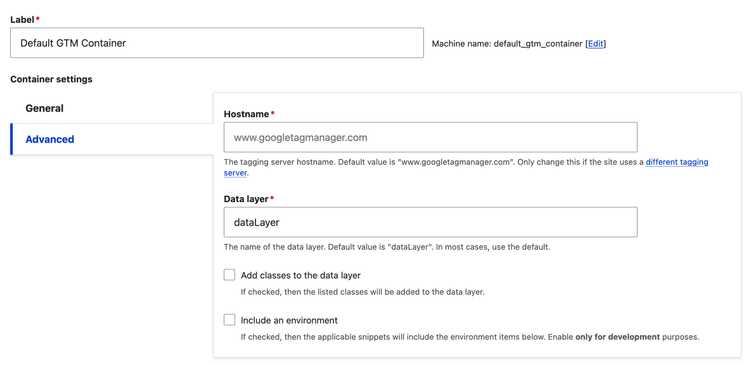 Label*
Default GTM Container
Machine name: default_gtm_container [Edit]
Container settings
General
Advanced
Hostname*
www.googletagmanager.com
The tagging server hostname. Default value is "www.googletagmanager.com". Only change this if the site uses a different tagging
server.
Data layer*
dataLayer
The name of the data layer. Default value is "dataLayer". In most cases, use the default.
Add classes to the data layer
If checked, then the listed classes will be added to the data layer.
Include an environment
If checked, then the applicable snippets will include the environment items below. Enable only for development purposes.